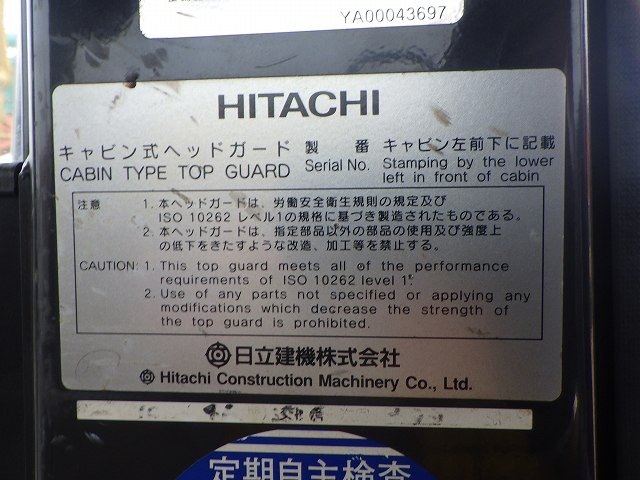 YA00043697
HITACHI
キャビン式ヘッドガード 製 番 キャビン左前下に記載
CABIN TYPE TOP GUARD Serial No. Stamping by the lower
left in front of cabin
注意 1. 本ヘッドガードは、労働安全衛生規則の規定及び
ISO 10262 レベル1の規格に基づき製造されたものである。
2. 本ヘッドガードは、指定部品以外の部品の使用及び強度上
の低下をきたすような改造、加工等を禁止する。
CAUTION: 1. This top guard meets all of the performance
requirements of ISO 10262 level 1.
2. Use of any parts not specified or applying any
modifications which decrease the strength of
the top guard is prohibited.
日立建機株式会社
Hitachi Construction Machinery Co., Ltd.
定期自主検査